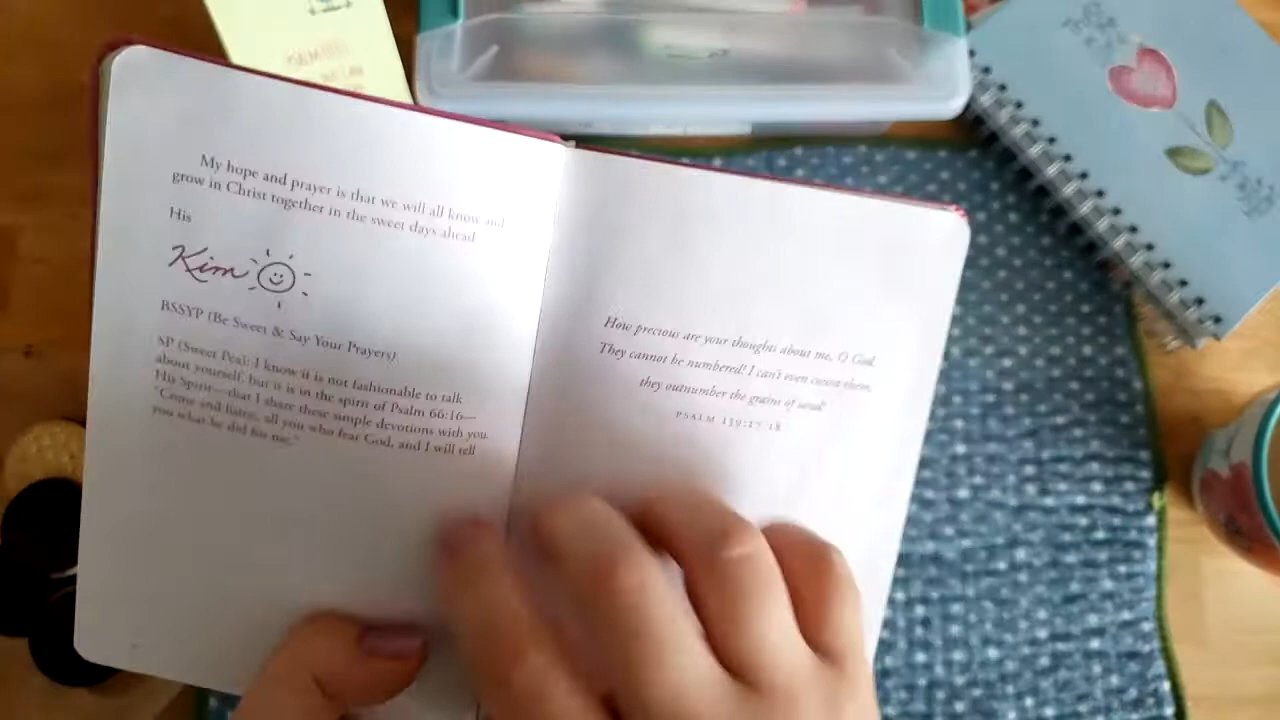 My hope and prayer is that we will all know and
grow in Christ together in the sweet days ahead
His
Kim
BSSYP (Be Sweet & Say Your Prayers)
SP (Sweet Pea): I know it is not fashionable to talk
about yourself, but it is in the spirit of Psalm 66:16—
His Spirit—that I share these simple devotions with you.
"Come and listen, all you who fear God, and I will tell
you what he did for me."
How precious are your thoughts about me, O God.
They cannot be numbered! I can't even count them;
they outnumber the grains of sand!
PSALM 139:17-18